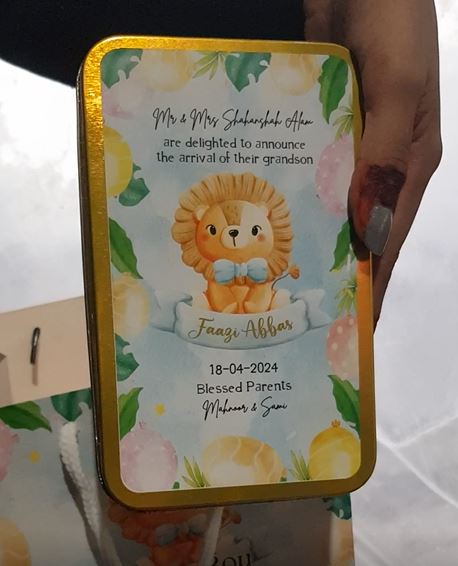 Mr & Mrs Shahanshah Alam
are delighted to announce
the arrival of their grandson
Faazi Abbas
18-04-2024
Blessed Parents
Mahnoor & Sami